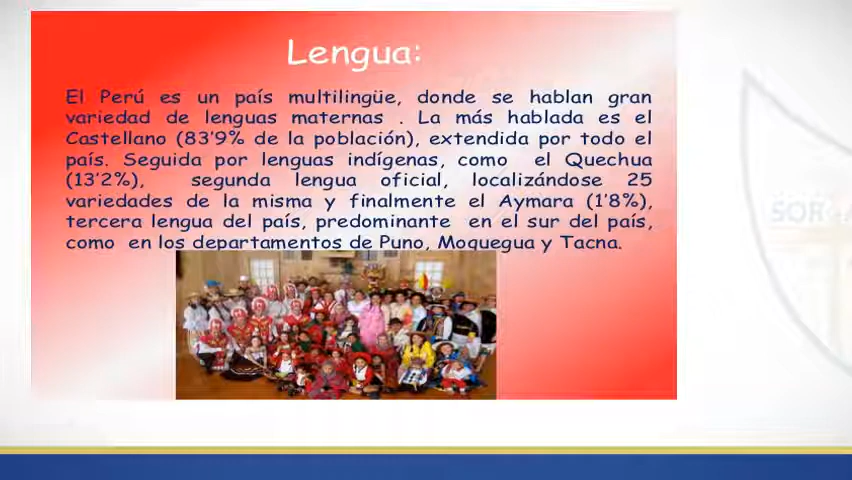 Lengua:
El Perú es un país multilingüe, donde se hablan gran
variedad de lenguas maternas . La más hablada es el
Castellano (83'9% de la población), extendida por todo el
país. Seguida por lenguas indígenas, como el Quechua
(13'2%), segunda lengua oficial, localizándose 25
variedades de la misma y finalmente el Aymara (1'8%),
tercera lengua del país, predominante en el sur del país,
como en los departamentos de Puno, Moquegua y Tacna.